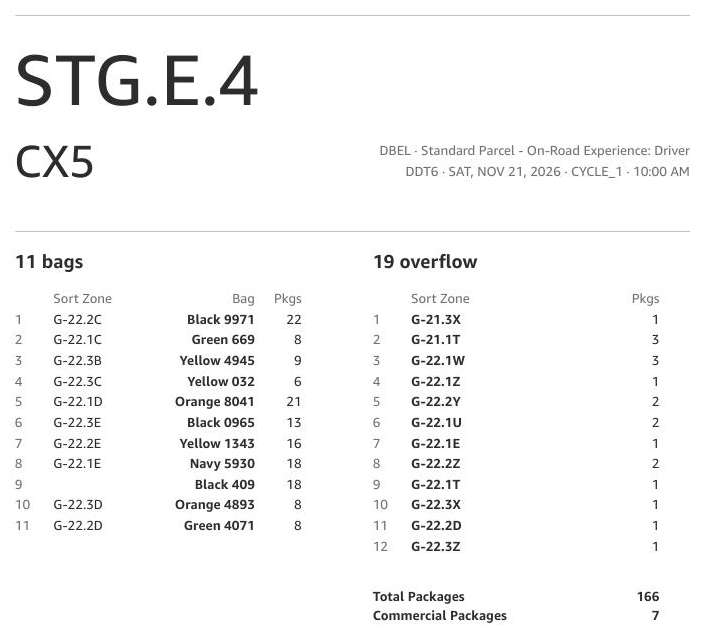 STG.E.4
CX5
DBEL · Standard Parcel - On-Road Experience: Driver
DDT6 · SAT, NOV 21, 2026 · CYCLE_1 · 10:00 AM
11 bags
Sort Zone Bag Pkgs
1 G-22.2C Black 9971 22
2 G-22.1C Green 669 8
3 G-22.3B Yellow 4945 9
4 G-22.3C Yellow 032 6
5 G-22.1D Orange 8041 21
6 G-22.3E Black 0965 13
7 G-22.2E Yellow 1343 16
8 G-22.1E Navy 5930 18
9 Black 409 18
10 G-22.3D Orange 4893 8
11 G-22.2D Green 4071 8
19 overflow
Sort Zone Pkgs
1 G-21.3X 1
2 G-21.1T 3
3 G-22.1W 3
4 G-22.1Z 1
5 G-22.2Y 2
6 G-22.1U 2
7 G-22.1E 1
8 G-22.2Z 2
9 G-22.1T 1
10 G-22.3X 1
11 G-22.2D 1
12 G-22.3Z 1
Total Packages 166
Commercial Packages 7